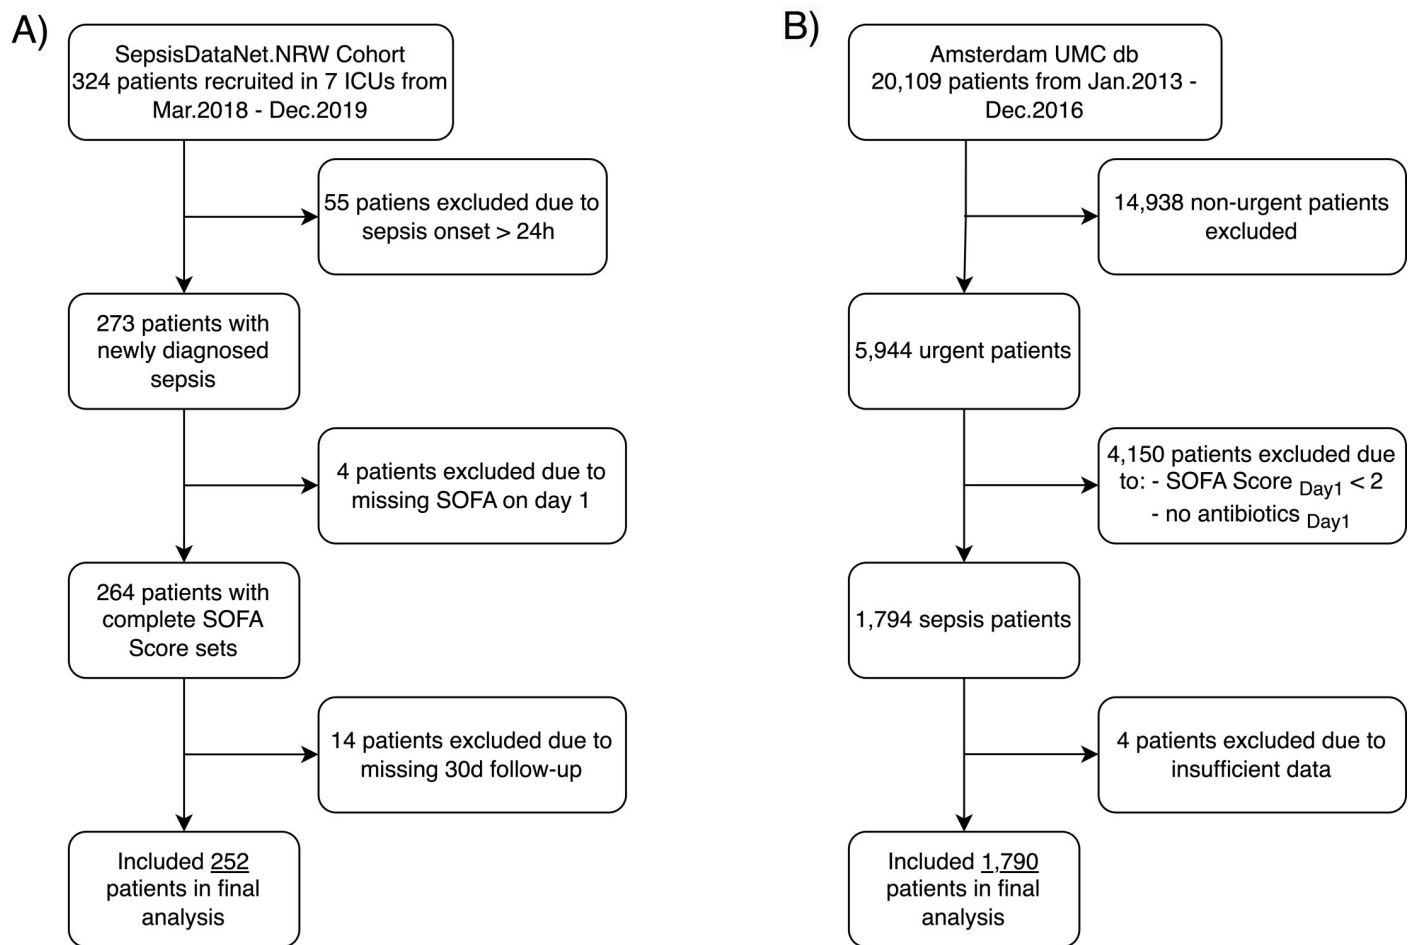 A)
SepsisDataNet.NRW Cohort
324 patients recruited in 7 ICUs from
Mar.2018 - Dec.2019
55 patiens excluded due to
sepsis onset > 24h
273 patients with
newly diagnosed
sepsis
4 patients excluded due to
missing SOFA on day 1
264 patients with
complete SOFA
Score sets
14 patients excluded due to
missing 30d follow-up
Included 252
patients in final
analysis
B)
Amsterdam UMC db
20,109 patients from Jan.2013 -
Dec.2016
14,938 non-urgent patients
excluded
5,944 urgent patients
4,150 patients excluded due
to: - SOFA Score Day1 < 2
- no antibiotics Day1
1,794 sepsis patients
4 patients excluded due to
insufficient data
Included 1,790
patients in final
analysis